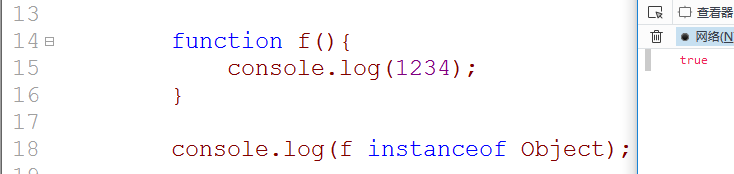 13
14 function f(){
15 console.log(1234);
16 }
17
18 console.log(f instanceof Object);
查看器
网络(N
true